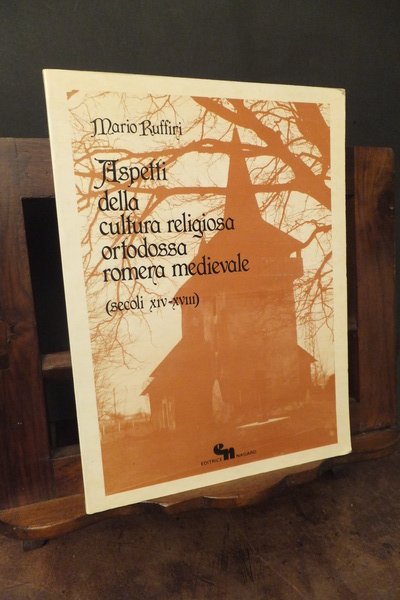 Mario Ruffini
Aspetti
della
cultura religiosa
ortodossa
romena medievale
(secoli XIV-XVIII)
EDITRICE NAGARD